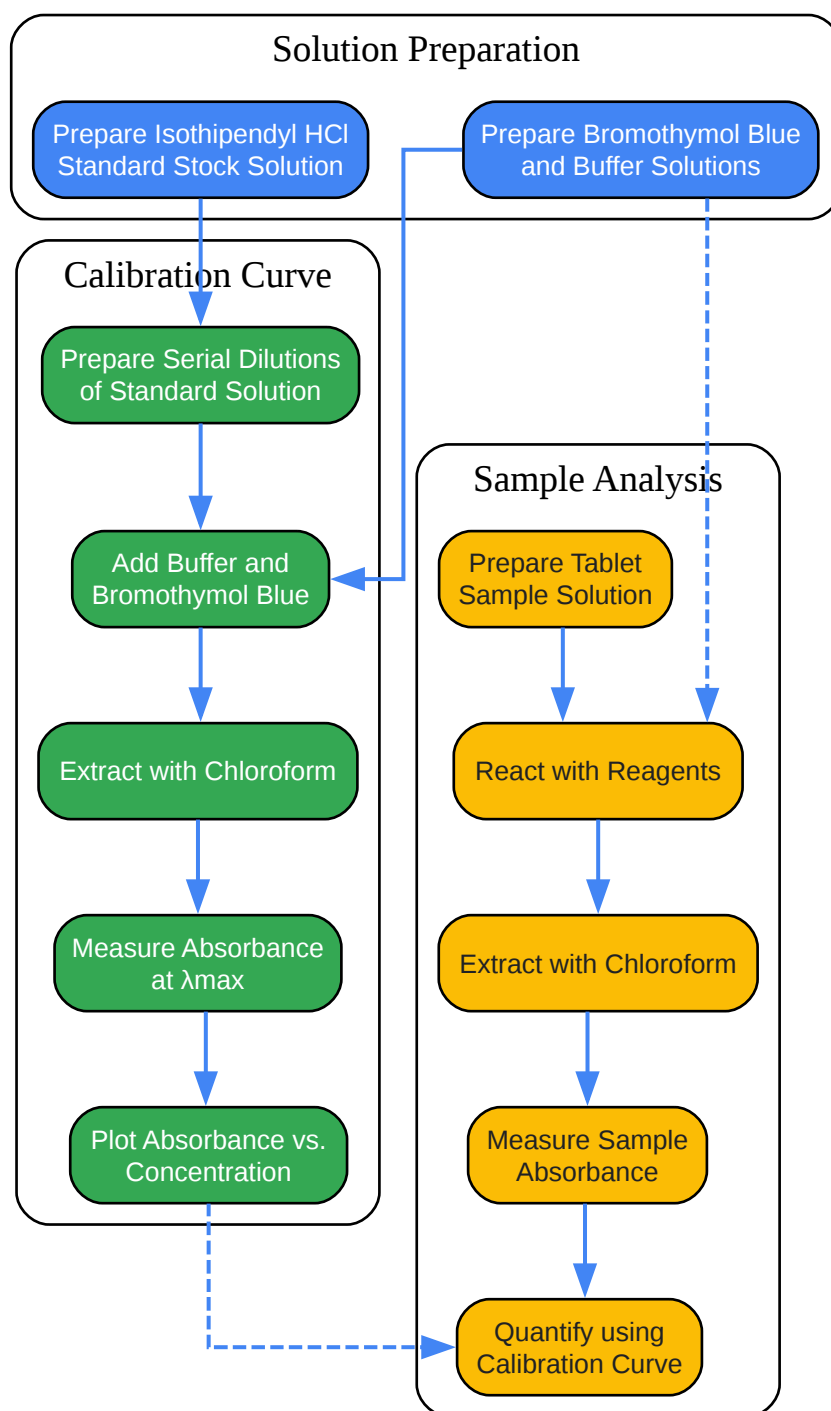 Solution Preparation
Prepare Isothipendyl HCl
Standard Stock Solution
Prepare Bromothymol Blue
and Buffer Solutions
Calibration Curve
Prepare Serial Dilutions
of Standard Solution
Add Buffer and
Bromothymol Blue
Extract with Chloroform
Measure Absorbance
at λmax
Plot Absorbance vs.
Concentration
Sample Analysis
Prepare Tablet
Sample Solution
React with Reagents
Extract with Chloroform
Measure Sample
Absorbance
Quantify using
Calibration Curve